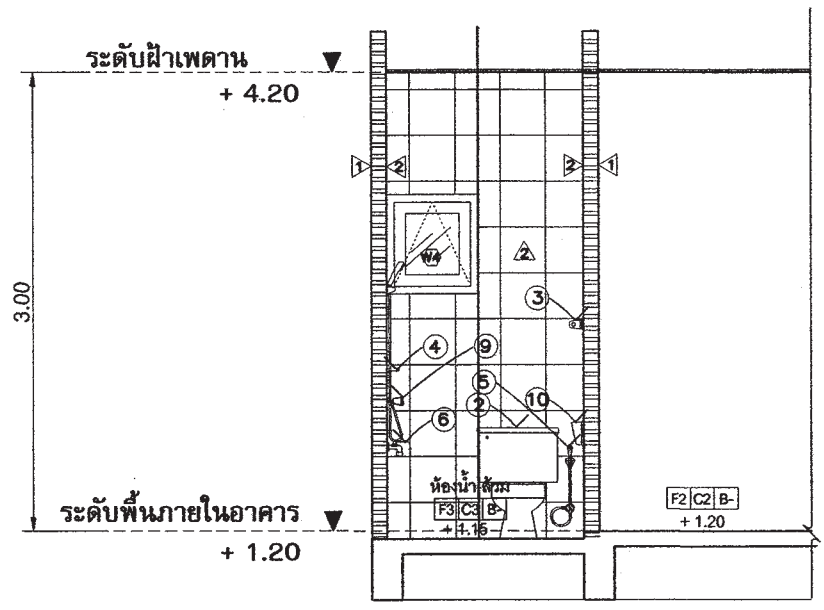 ระดับฝ้าเพดาน
+ 4.20
1 2 2 1
W4
2
3
3.00
4 9
5
2 10
6
ห้องน้ำ-ส้วม
F3 C3 B-
+ 1.15
F2 C2 B-
+ 1.20
ระดับพื้นภายในอาคาร
+ 1.20